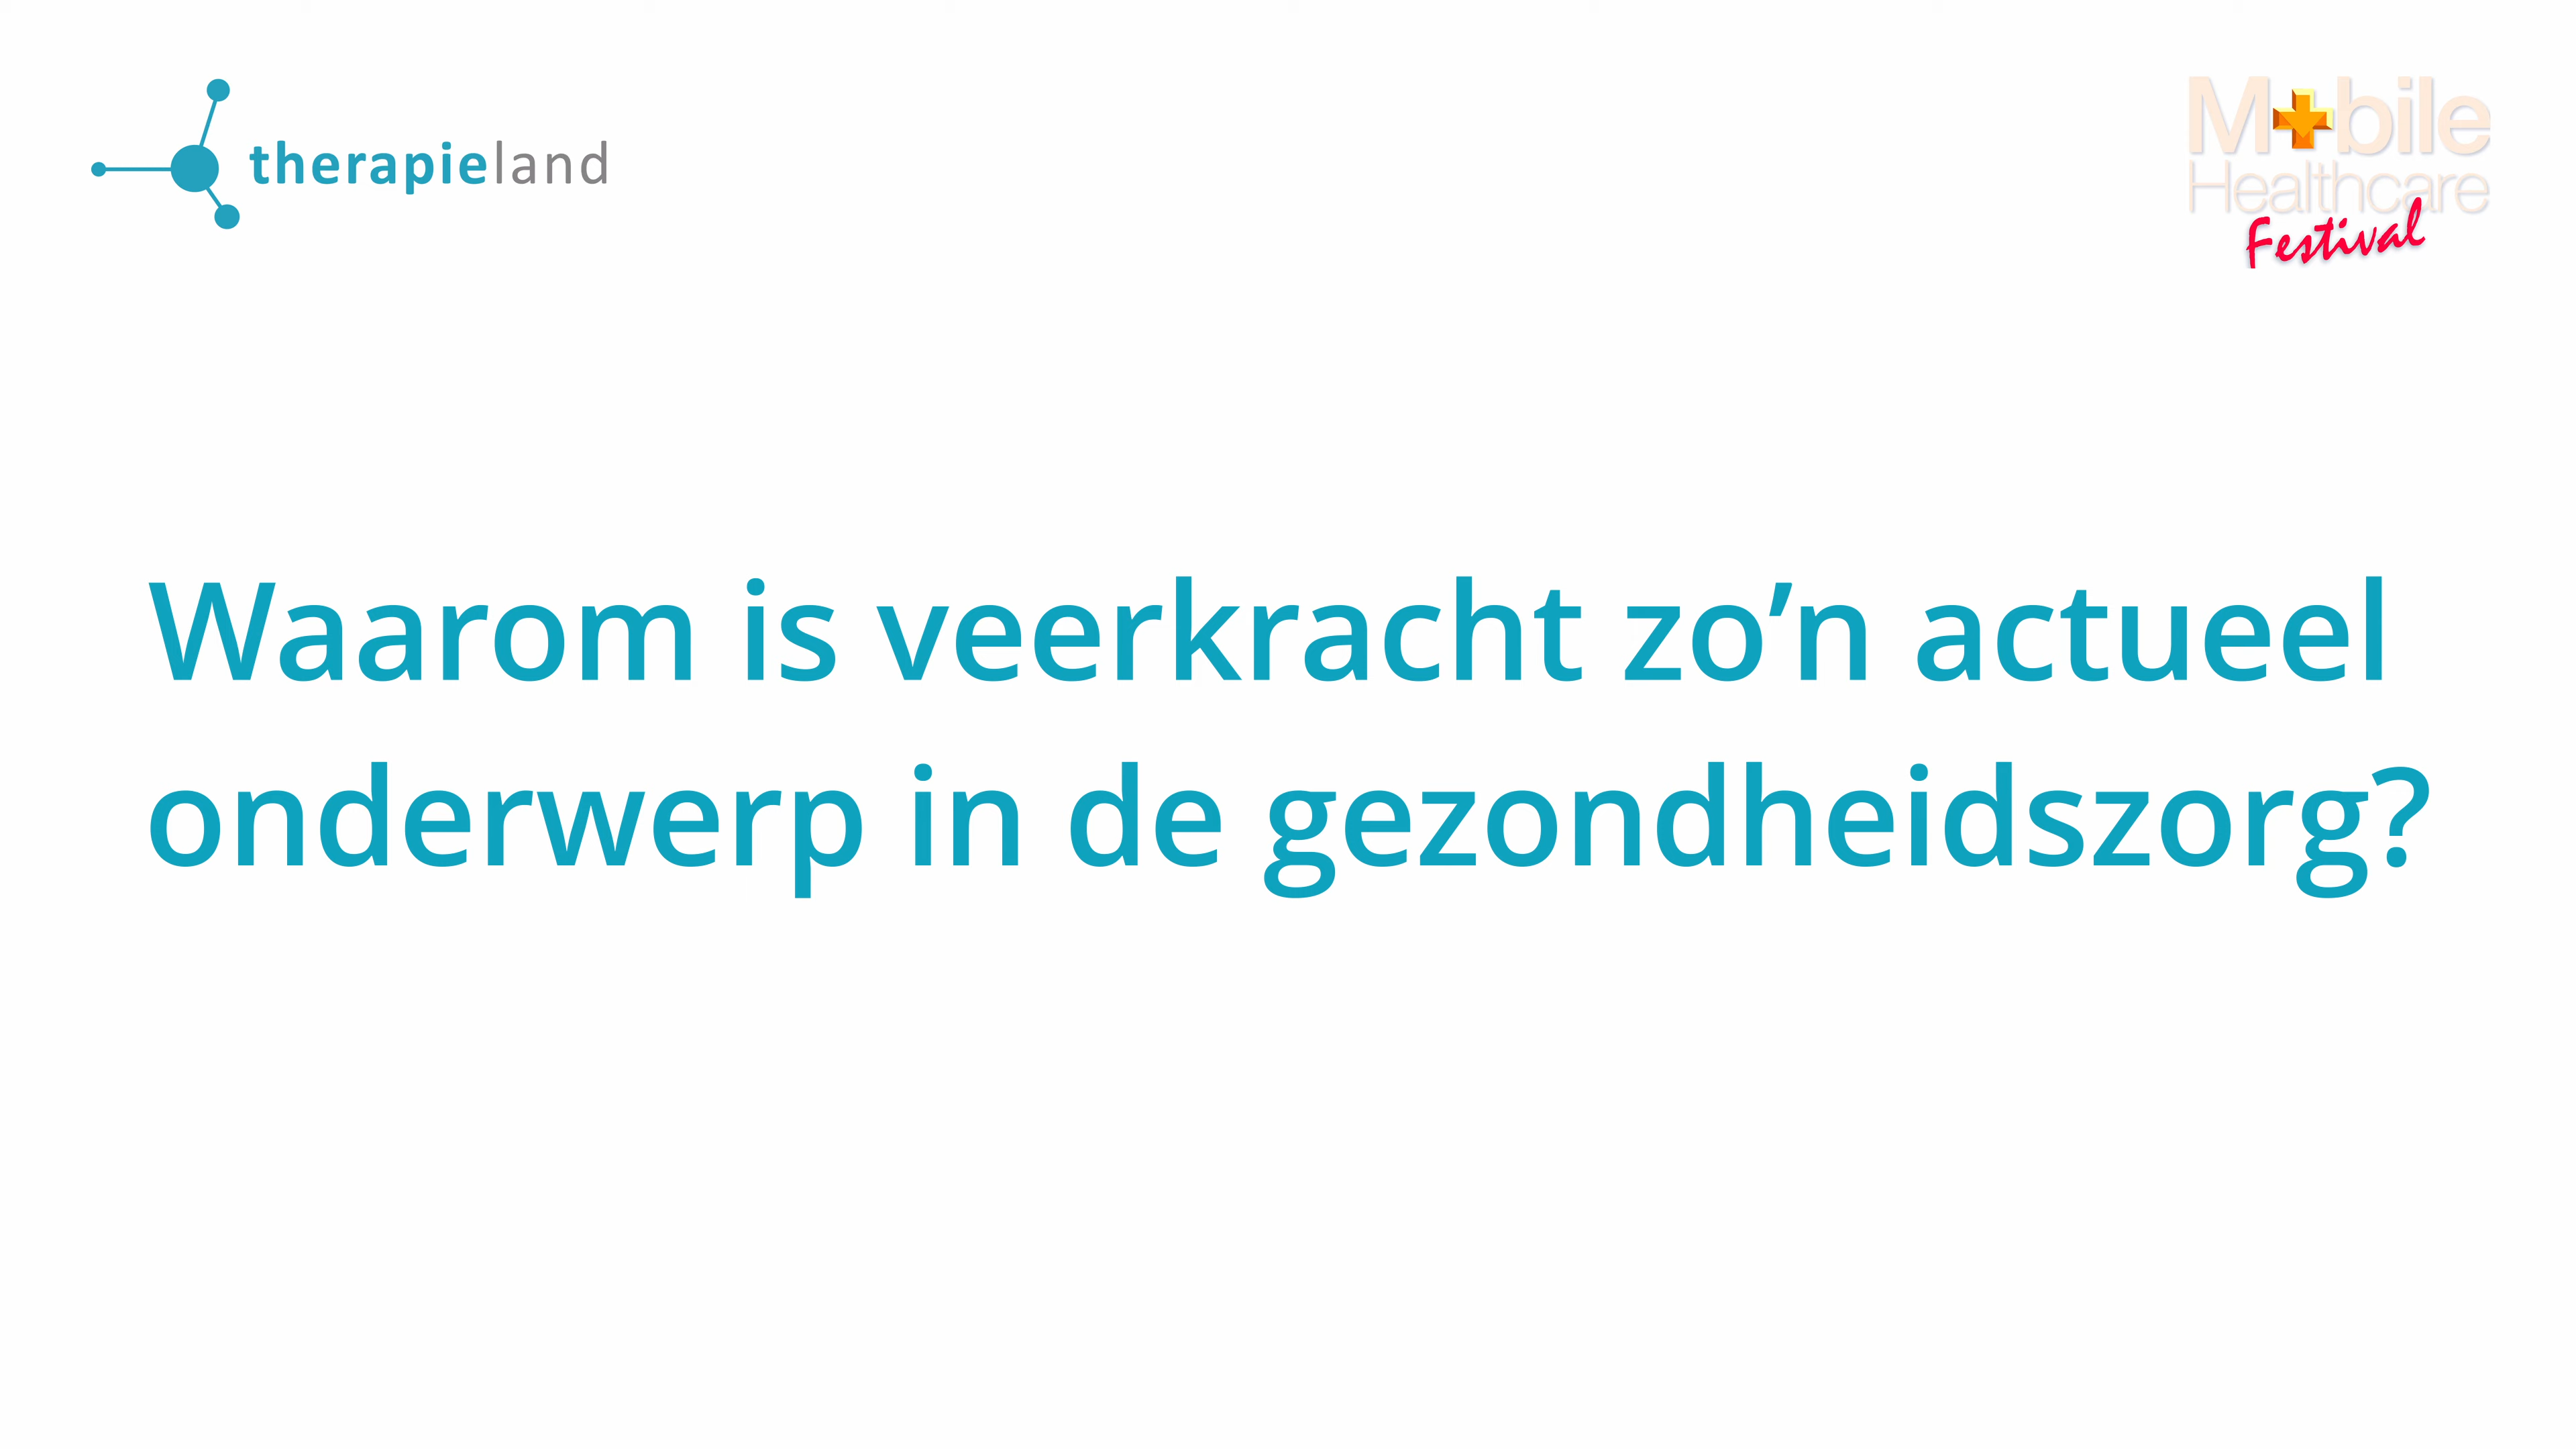 therapieland
Mobile
Healthcare
Festival
Waarom is veerkracht zo’n actueel
onderwerp in de gezondheidszorg?